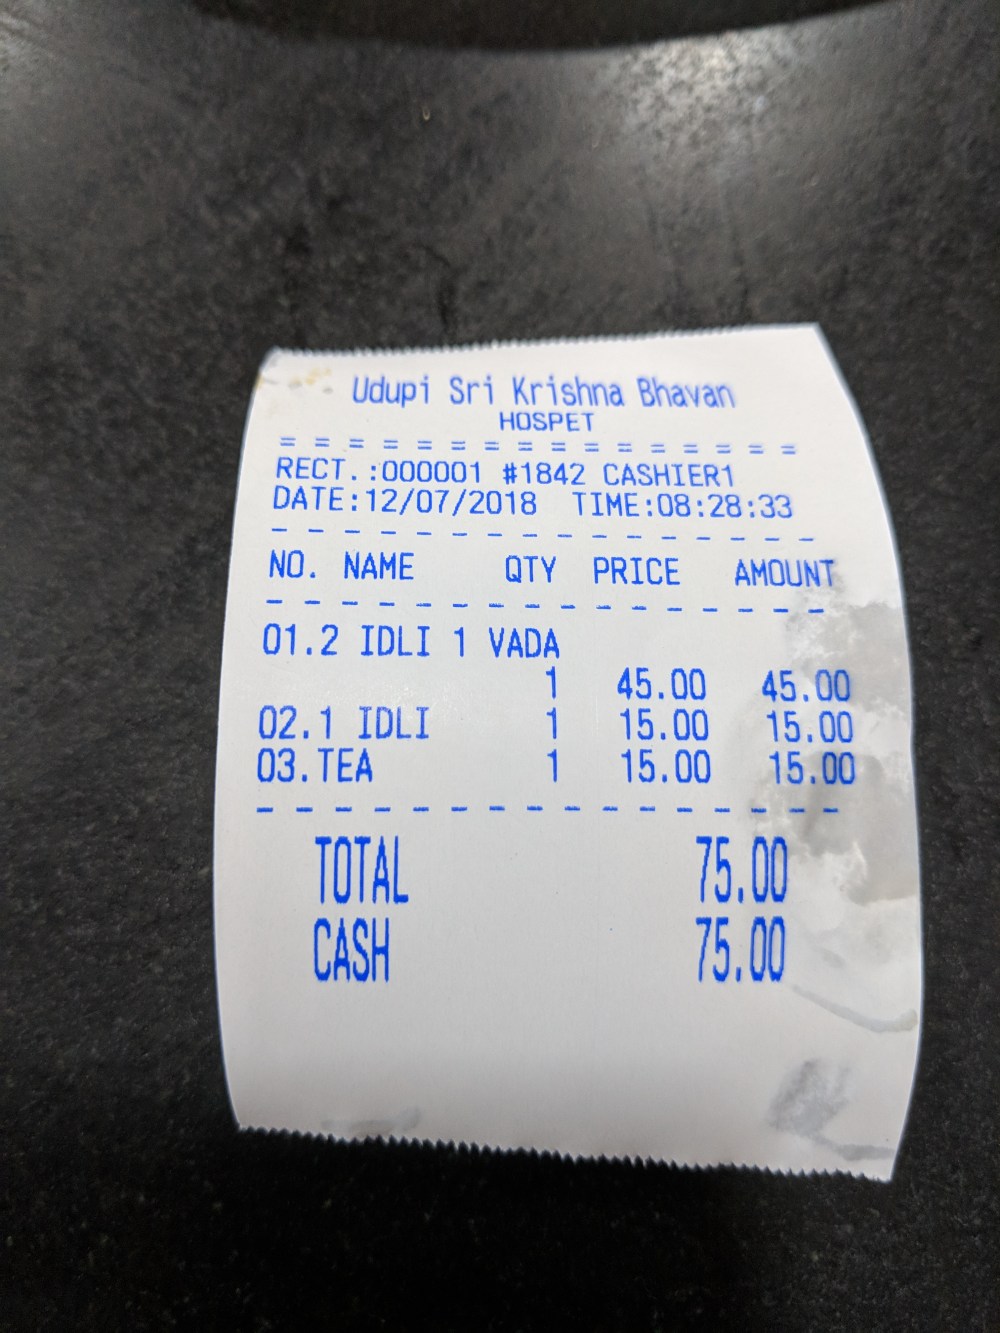 Udupi Sri Krishna Bhavan
HOSPET
= = = = = = = = = = = = = = = =
RECT.:000001 #1842 CASHIER1
DATE:12/07/2018 TIME:08:28:33
- - - - - - - - - - - - - - - -
NO. NAME QTY PRICE AMOUNT
- - - - - - - - - - - - - - - -
01.2 IDLI 1 VADA
1 45.00 45.00
02.1 IDLI 1 15.00 15.00
03.TEA 1 15.00 15.00
- - - - - - - - - - - - - - - -
TOTAL 75.00
CASH 75.00